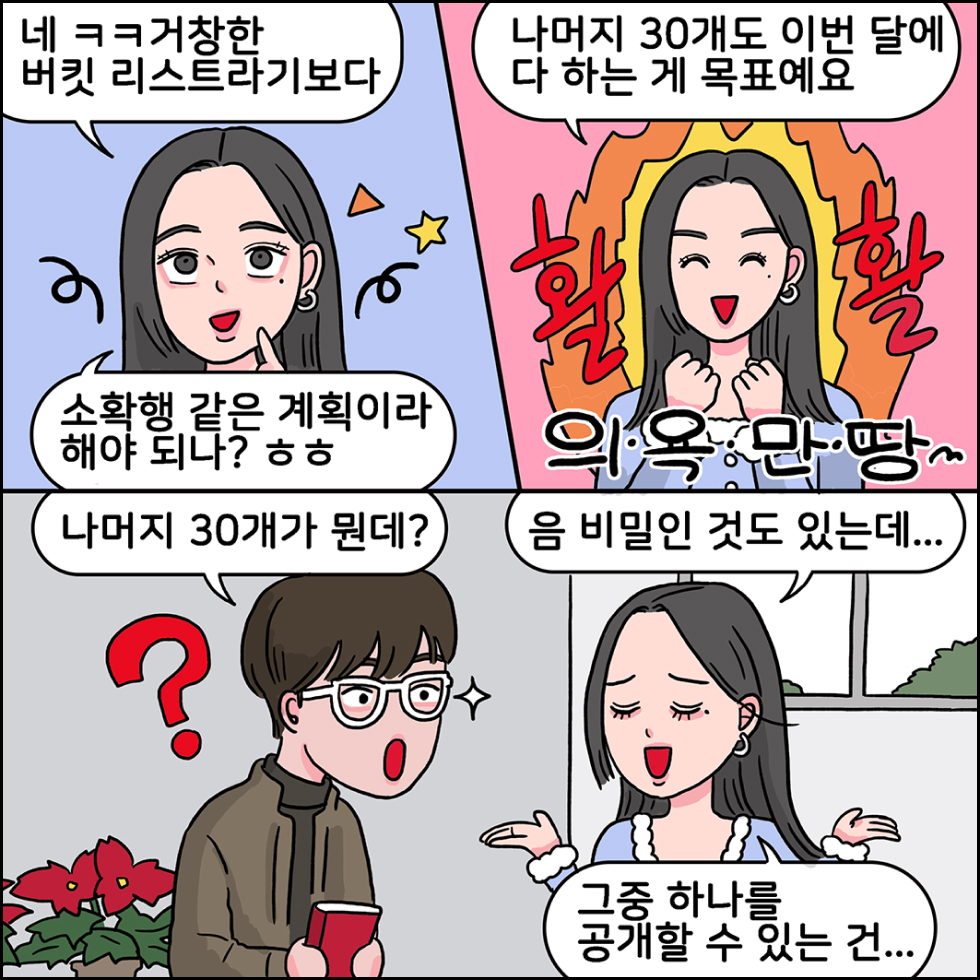 네 ㅋㅋ거창한
버킷 리스트라기보다
소확행 같은 계획이라
해야 되나? ㅎㅎ
나머지 30개도 이번 달에
다 하는 게 목표예요
활
활
의·욕·만·땅~
나머지 30개가 뭔데?
음 비밀인 것도 있는데...
그중 하나를
공개할 수 있는 건...